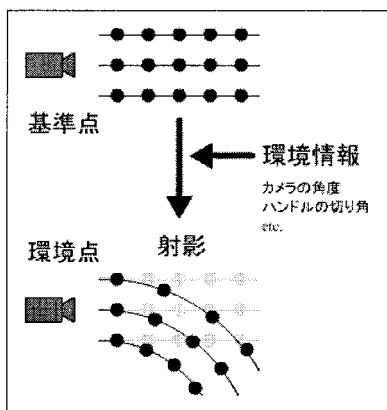 基準点
環境情報
カメラの角度
ハンドルの切り角
etc.
射影
環境点